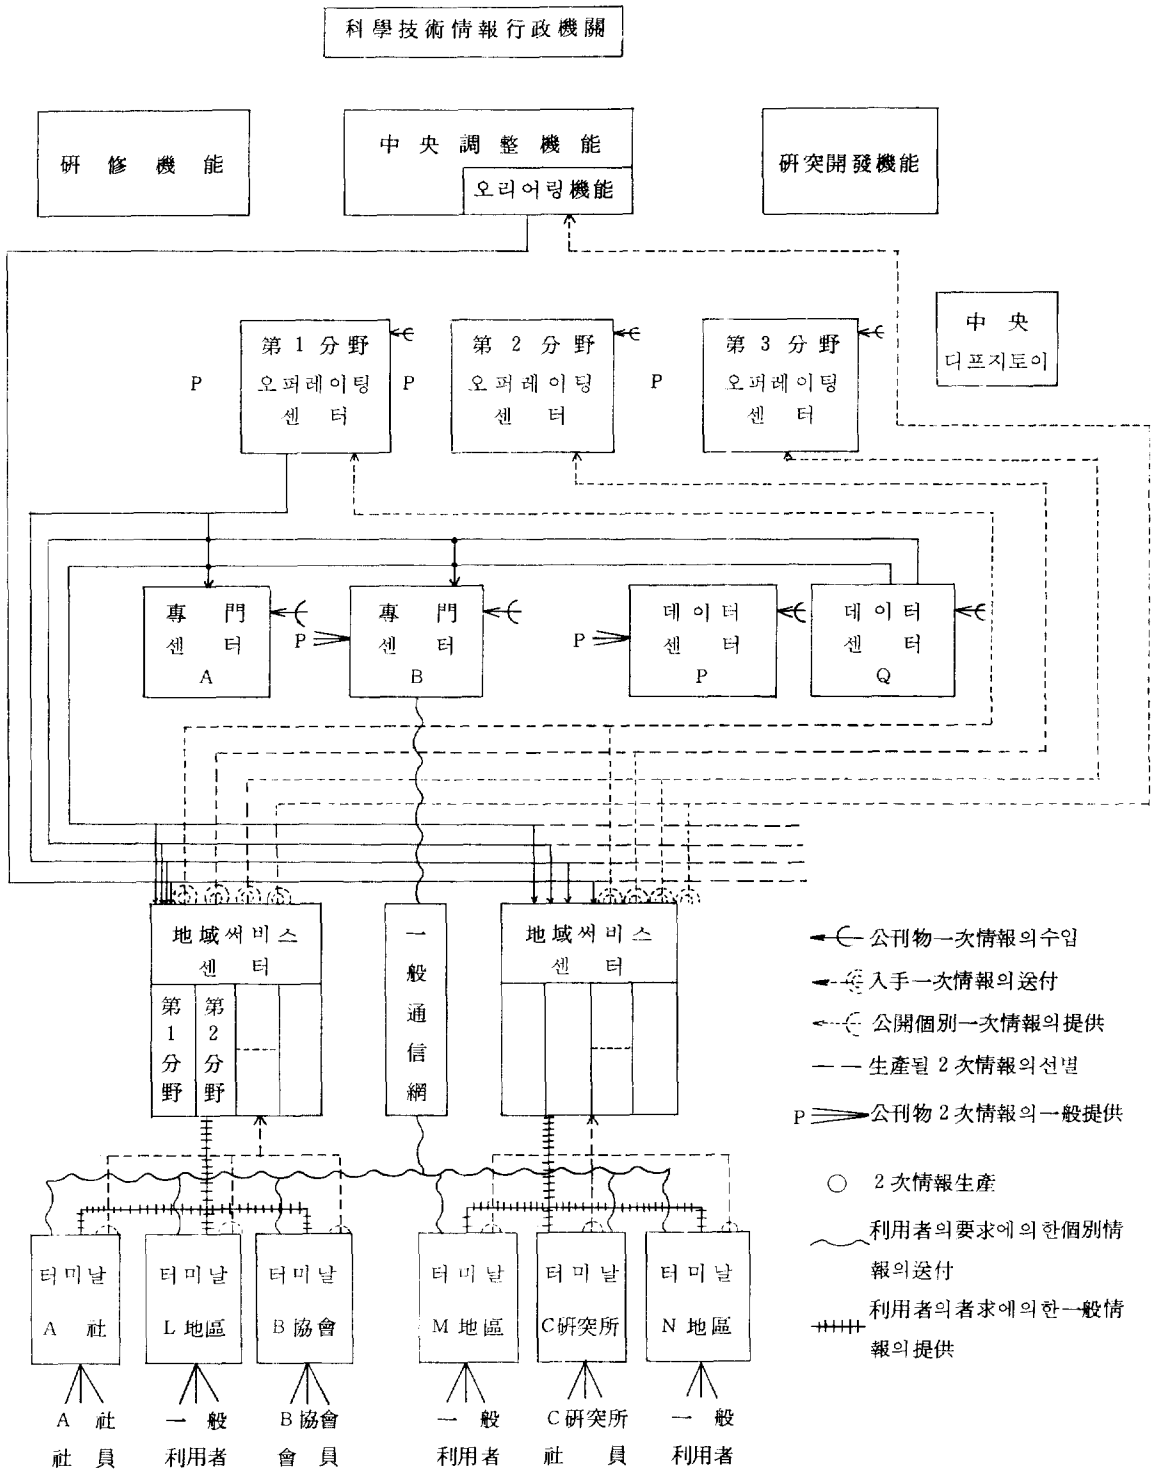 科學技術情報行政機關
硏修機能
中央調整機能
오리어링機能
硏突開發機能
中央
디프지토이
第1分野
오퍼레이팅
센터
第2分野
오퍼레이팅
센터
第3分野
오퍼레이팅
센터
P
P
P
專門
센터
A
P
專門
센터
B
P
데이터
센터
P
데이터
센터
Q
地域써비스
센터
第1分野
第2分野
一般通信網
地域써비스
센터
公刊物一次情報의수입
入手一次情報의送付
公開個別一次情報의提供
生產될2次情報의선별
P 公刊物2次情報의一般提供
2次情報生產
利用者의要求에의한個別情
報의送付
利用者의者求에의한一般情
報의提供
터미날
A社
터미날
L地區
터미날
B協會
터미날
M地區
터미날
C硏突所
터미날
N地區
A社
社員
一般
利用者
B協會
會員
一般
利用者
C硏突所
社員
一般
利用者